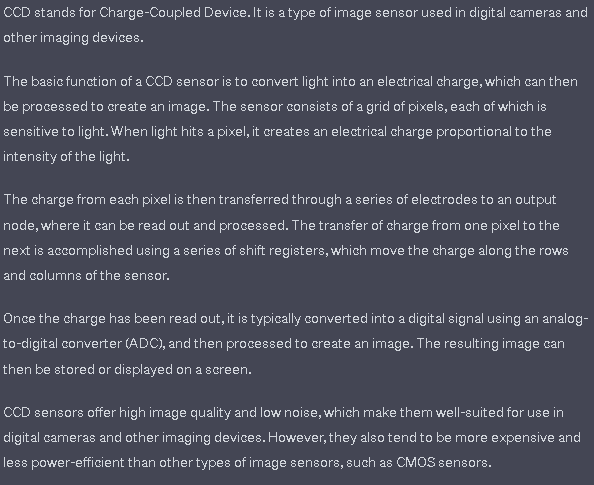 CCD stands for Charge-Coupled Device. It is a type of image sensor used in digital cameras and
other imaging devices.
The basic function of a CCD sensor is to convert light into an electrical charge, which can then
be processed to create an image. The sensor consists of a grid of pixels, each of which is
sensitive to light. When light hits a pixel, it creates an electrical charge proportional to the
intensity of the light.
The charge from each pixel is then transferred through a series of electrodes to an output
node, where it can be read out and processed. The transfer of charge from one pixel to the
next is accomplished using a series of shift registers, which move the charge along the rows
and columns of the sensor.
Once the charge has been read out, it is typically converted into a digital signal using an analog-
to-digital converter (ADC), and then processed to create an image. The resulting image can
then be stored or displayed on a screen.
CCD sensors offer high image quality and low noise, which make them well-suited for use in
digital cameras and other imaging devices. However, they also tend to be more expensive and
less power-efficient than other types of image sensors, such as CMOS sensors.